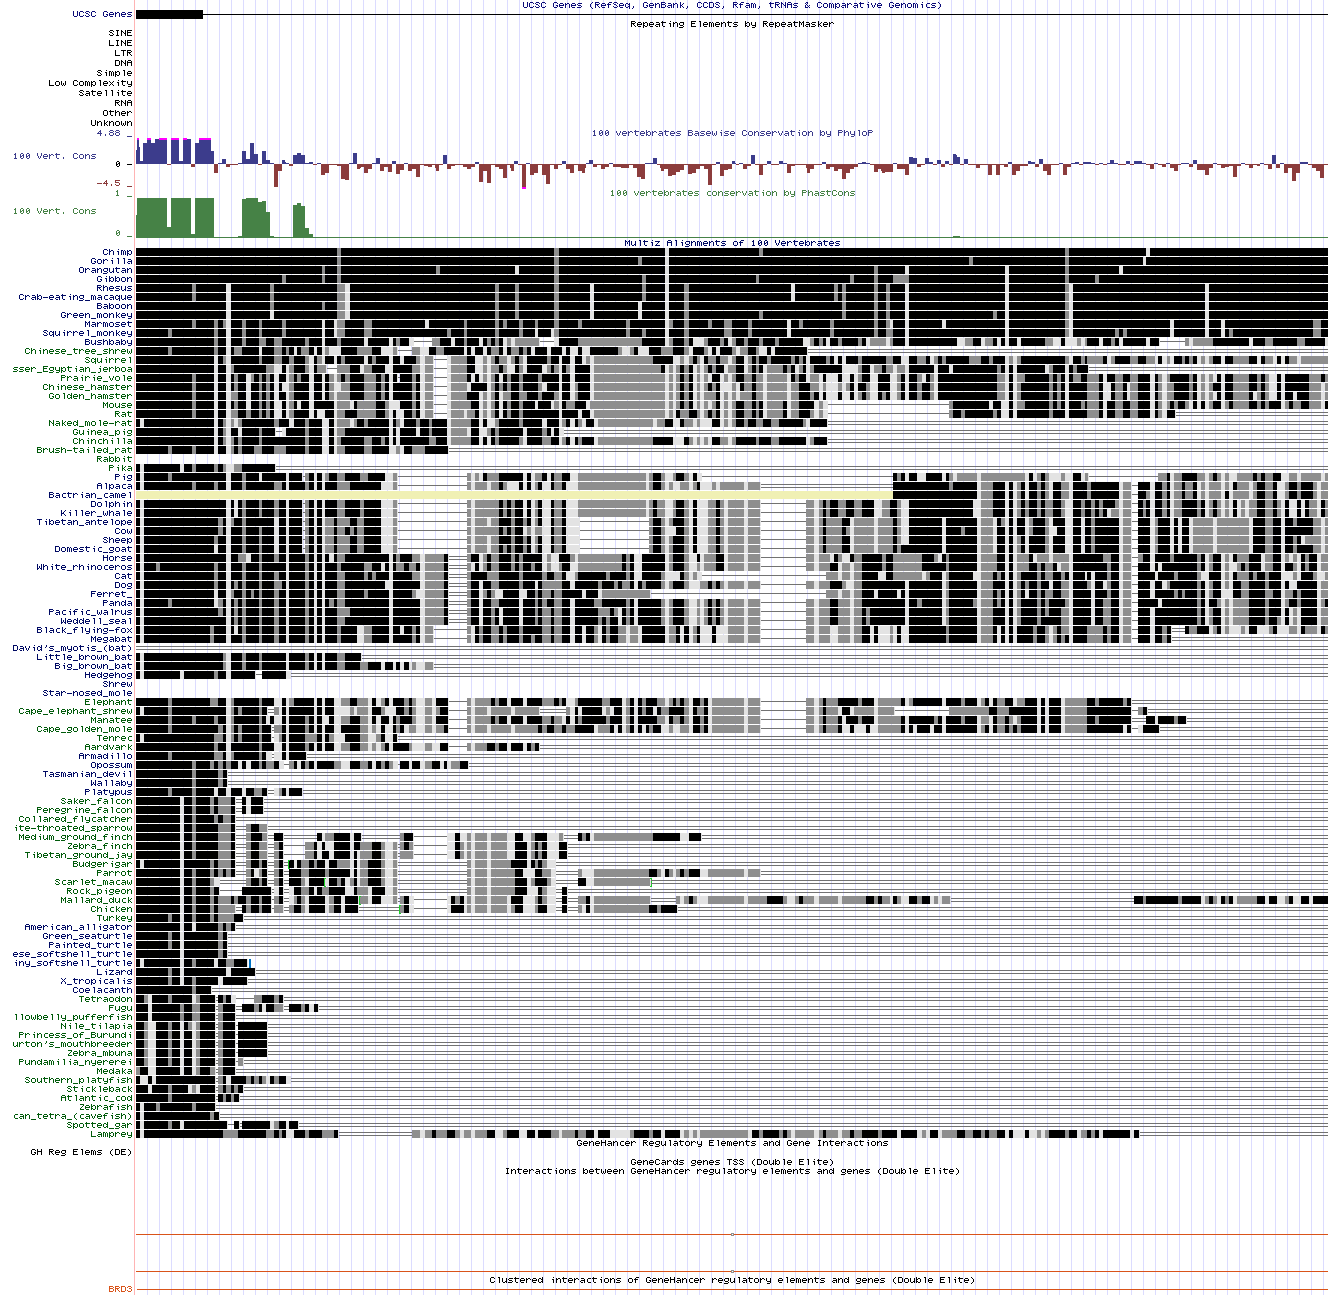 UCSC Genes (RefSeq, GenBank, CCDS, Rfam, tRNAs & Comparative Genomics)
UCSC Genes
Repeating Elements by RepeatMasker
SINE
LINE
LTR
DNA
Simple
Low Complexity
Satellite
RNA
Other
Unknown
4.88 _
100 vertebrates Basewise Conservation by PhyloP
100 Vert. Cons
0 _
-4.5 _
100 vertebrates conservation by PhastCons
1 _
100 Vert. Cons
0 _
Multiz Alignments of 100 Vertebrates
Chimp
Gorilla
Orangutan
Gibbon
Rhesus
Crab-eating_macaque
Baboon
Green_monkey
Marmoset
Squirrel_monkey
Bushbaby
Chinese_tree_shrew
Squirrel
sser_Egyptian_jerboa
Prairie_vole
Chinese_hamster
Golden_hamster
Mouse
Rat
Naked_mole-rat
Guinea_pig
Chinchilla
Brush-tailed_rat
Rabbit
Pika
Pig
Alpaca
Bactrian_camel
Dolphin
Killer_whale
Tibetan_antelope
Cow
Sheep
Domestic_goat
Horse
White_rhinoceros
Cat
Dog
Ferret_
Panda
Pacific_walrus
Weddell_seal
Black_flying-fox
Megabat
David's_myotis_(bat)
Little_brown_bat
Big_brown_bat
Hedgehog
Shrew
Star-nosed_mole
Elephant
Cape_elephant_shrew
Manatee
Cape_golden_mole
Tenrec
Aardvark
Armadillo
Opossum
Tasmanian_devil
Wallaby
Platypus
Saker_falcon
Peregrine_falcon
Collared_flycatcher
ite-throated_sparrow
Medium_ground_finch
Zebra_finch
Tibetan_ground_jay
Budgerigar
Parrot
Scarlet_macaw
Rock_pigeon
Mallard_duck
Chicken
Turkey
American_alligator
Green_seaturtle
Painted_turtle
ese_softshell_turtle
iny_softshell_turtle
Lizard
X_tropicalis
Coelacanth
Tetraodon
Fugu
llowbelly_pufferfish
Nile_tilapia
Princess_of_Burundi
urton's_mouthbreeder
Zebra_mbuna
Pundamilia_nyererei
Medaka
Southern_platyfish
Stickleback
Atlantic_cod
Zebrafish
can_tetra_(cavefish)
Spotted_gar
Lamprey
GeneHancer Regulatory Elements and Gene Interactions
GH Reg Elems (DE)
GeneCards genes TSS (Double Elite)
Interactions between GeneHancer regulatory elements and genes (Double Elite)
Clustered interactions of GeneHancer regulatory elements and genes (Double Elite)
BRD3